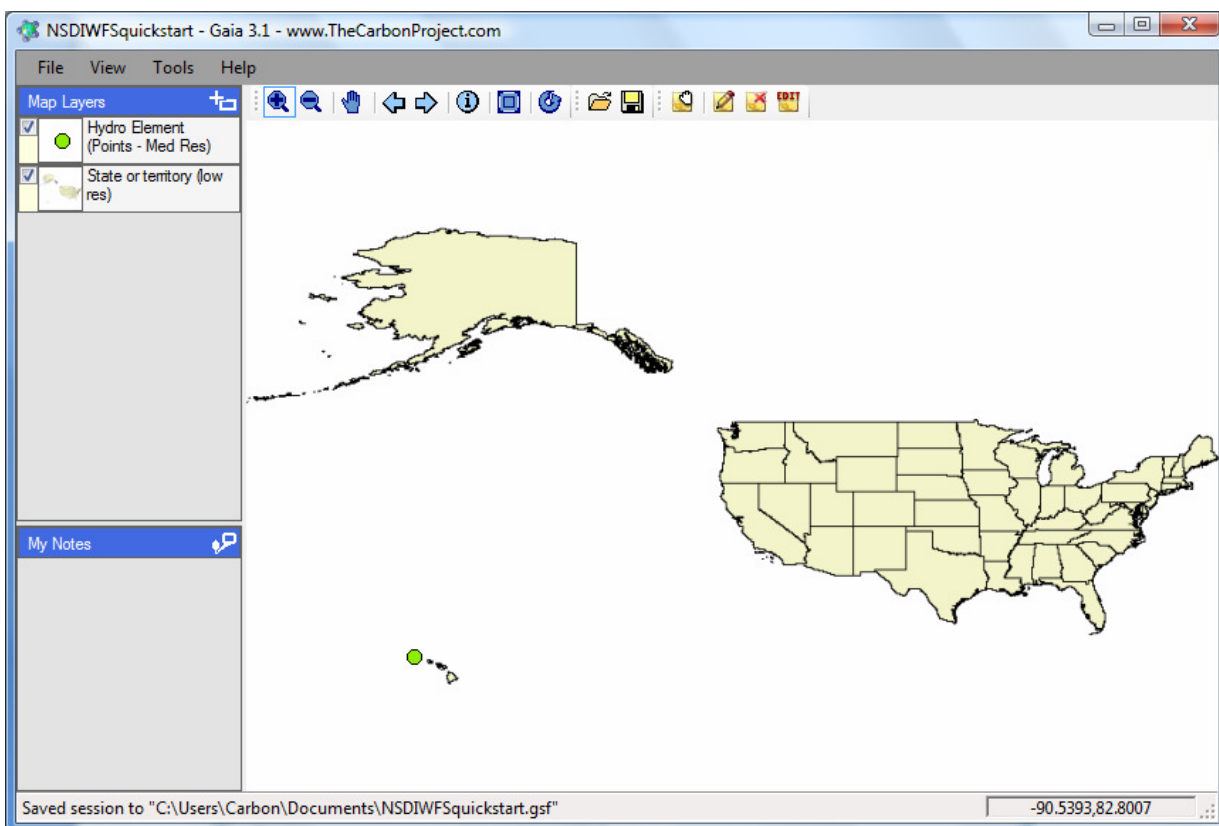 NSDIWFSquickstart - Gaia 3.1 - www.TheCarbonProject.com
File View Tools Help
Map Layers
Hydro Element
(Points - Med Res)
State or territory (low
res)
EDIT
My Notes
Saved session to "C:\Users\Carbon\Documents\NSDIWFSquickstart.gsf"
-90.5393,82.8007